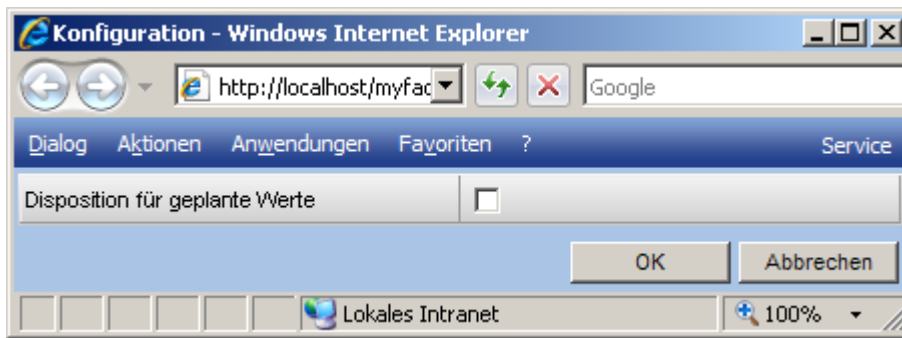 Konfiguration - Windows Internet Explorer
http://localhost/myfac
Google
Dialog Aktionen Anwendungen Favoriten ? Service
Disposition für geplante Werte
OK Abbrechen
Lokales Intranet 100%